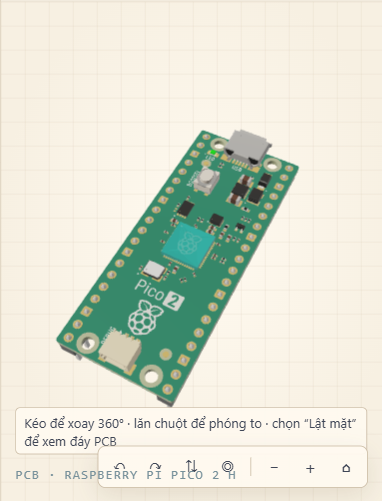 Pico 2
Kéo để xoay 360° · lăn chuột để phóng to · chọn “Lật mặt”
để xem đáy PCB
PCB · RASPBERRY PI PICO 2 H